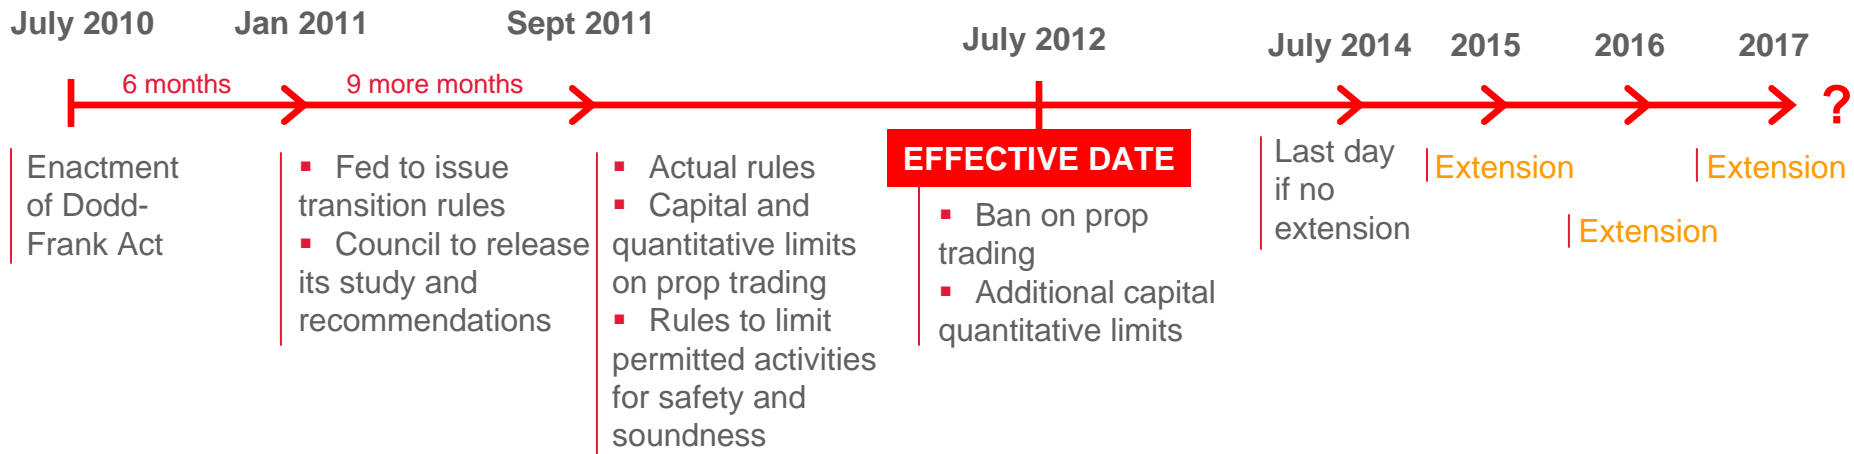 July 2010
Jan 2011
Sept 2011
July 2012
July 2014
2015
2016
2017
6 months
9 more months
?
Enactment
of Dodd-
Frank Act
▪ Fed to issue
transition rules
▪ Council to release
its study and
recommendations
▪ Actual rules
▪ Capital and
quantitative limits
on prop trading
▪ Rules to limit
permitted activities
for safety and
soundness
EFFECTIVE DATE
▪ Ban on prop
trading
▪ Additional capital
quantitative limits
Last day
if no
extension
Extension
Extension
Extension